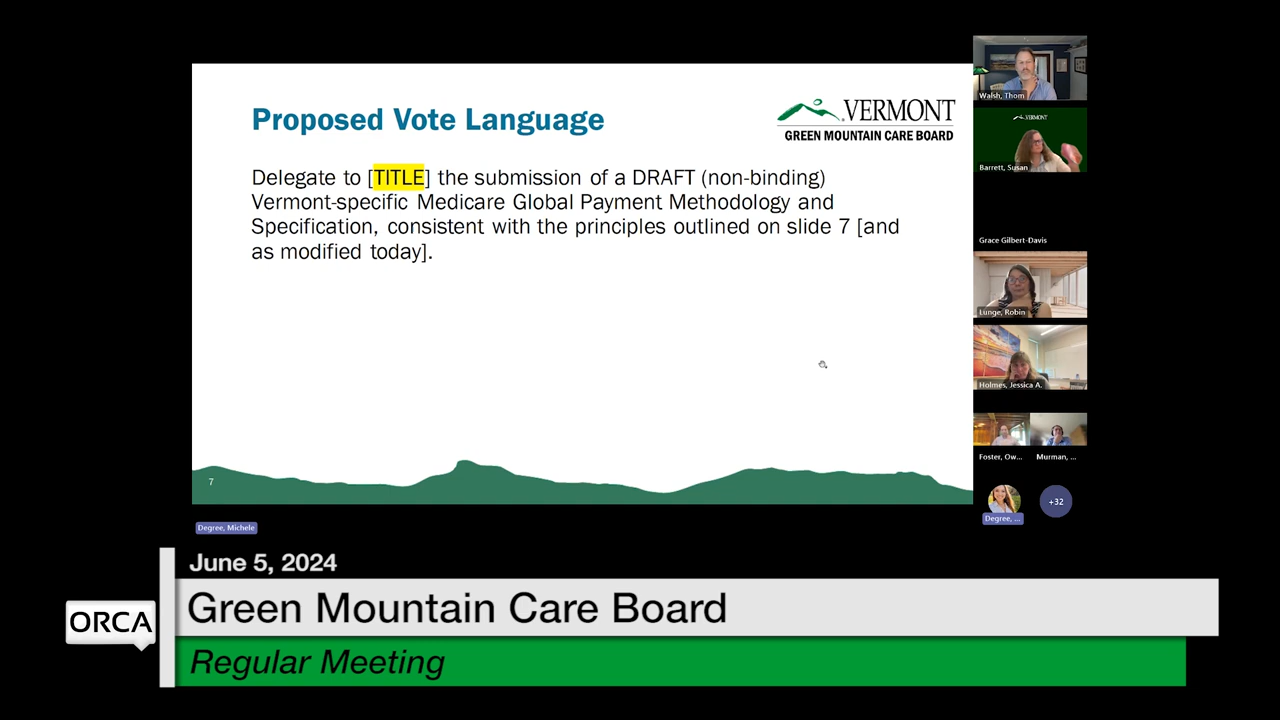 Proposed Vote Language
VERMONT
GREEN MOUNTAIN CARE BOARD
Delegate to [TITLE] the submission of a DRAFT (non-binding)
Vermont-specific Medicare Global Payment Methodology and
Specification, consistent with the principles outlined on slide 7 [and
as modified today].
7
Degree, Michele
Walsh, Thom
VERMONT
Barrett, Susan
Grace Gilbert-Davis
Lunge, Robin
Holmes, Jessica A.
Foster, Ow...
Murman, ...
Degree, ...
+32
June 5, 2024
ORCA
Green Mountain Care Board
Regular Meeting